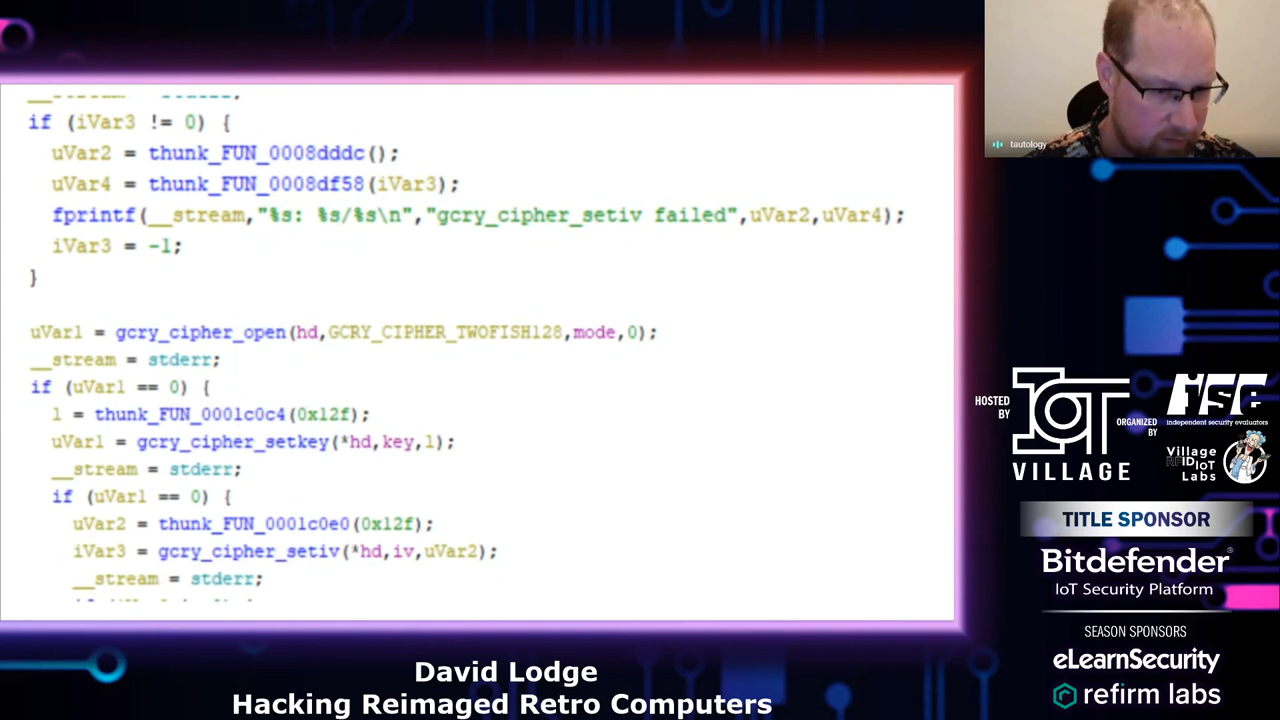 if (iVar3 != 0) {
uVar2 = thunk_FUN_0008dddc();
uVar4 = thunk_FUN_0008df58(iVar3);
fprintf(__stream,"%s: %s/%s\n","gcry_cipher_setiv failed",uVar2,uVar4);
iVar3 = -1;
}
uVar1 = gcry_cipher_open(hd,GCRY_CIPHER_TWOFISH128,mode,0);
__stream = stderr;
if (uVar1 == 0) {
l = thunk_FUN_0001c0c4(0x12f);
uVar1 = gcry_cipher_setkey(*hd,key,l);
__stream = stderr;
if (uVar1 == 0) {
uVar2 = thunk_FUN_0001c0e0(0x12f);
iVar3 = gcry_cipher_setiv(*hd,iv,uVar2);
__stream = stderr;
tautology
HOSTED BY
IOT
VILLAGE
ORGANIZED BY
iSE
independent security evaluators
Village
RFID IoT
Labs
TITLE SPONSOR
Bitdefender®
IoT Security Platform
SEASON SPONSORS
eLearnSecurity
refirm labs
David Lodge
Hacking Reimaged Retro Computers